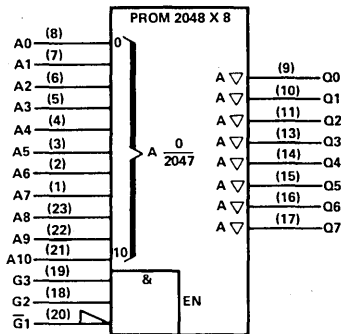 PROM 2048 X 8
A0 (8) 0
A1 (7)
A2 (6)
A3 (5)
A4 (4)
A5 (3)
A6 (2)
A7 (1)
A8 (23)
A9 (22)
A10 (21) 10
A 0
2047
A ▽ (9) Q0
A ▽ (10) Q1
A ▽ (11) Q2
A ▽ (13) Q3
A ▽ (14) Q4
A ▽ (15) Q5
A ▽ (16) Q6
A ▽ (17) Q7
G3 (19) &
G2 (18) EN
G̅1 (20)